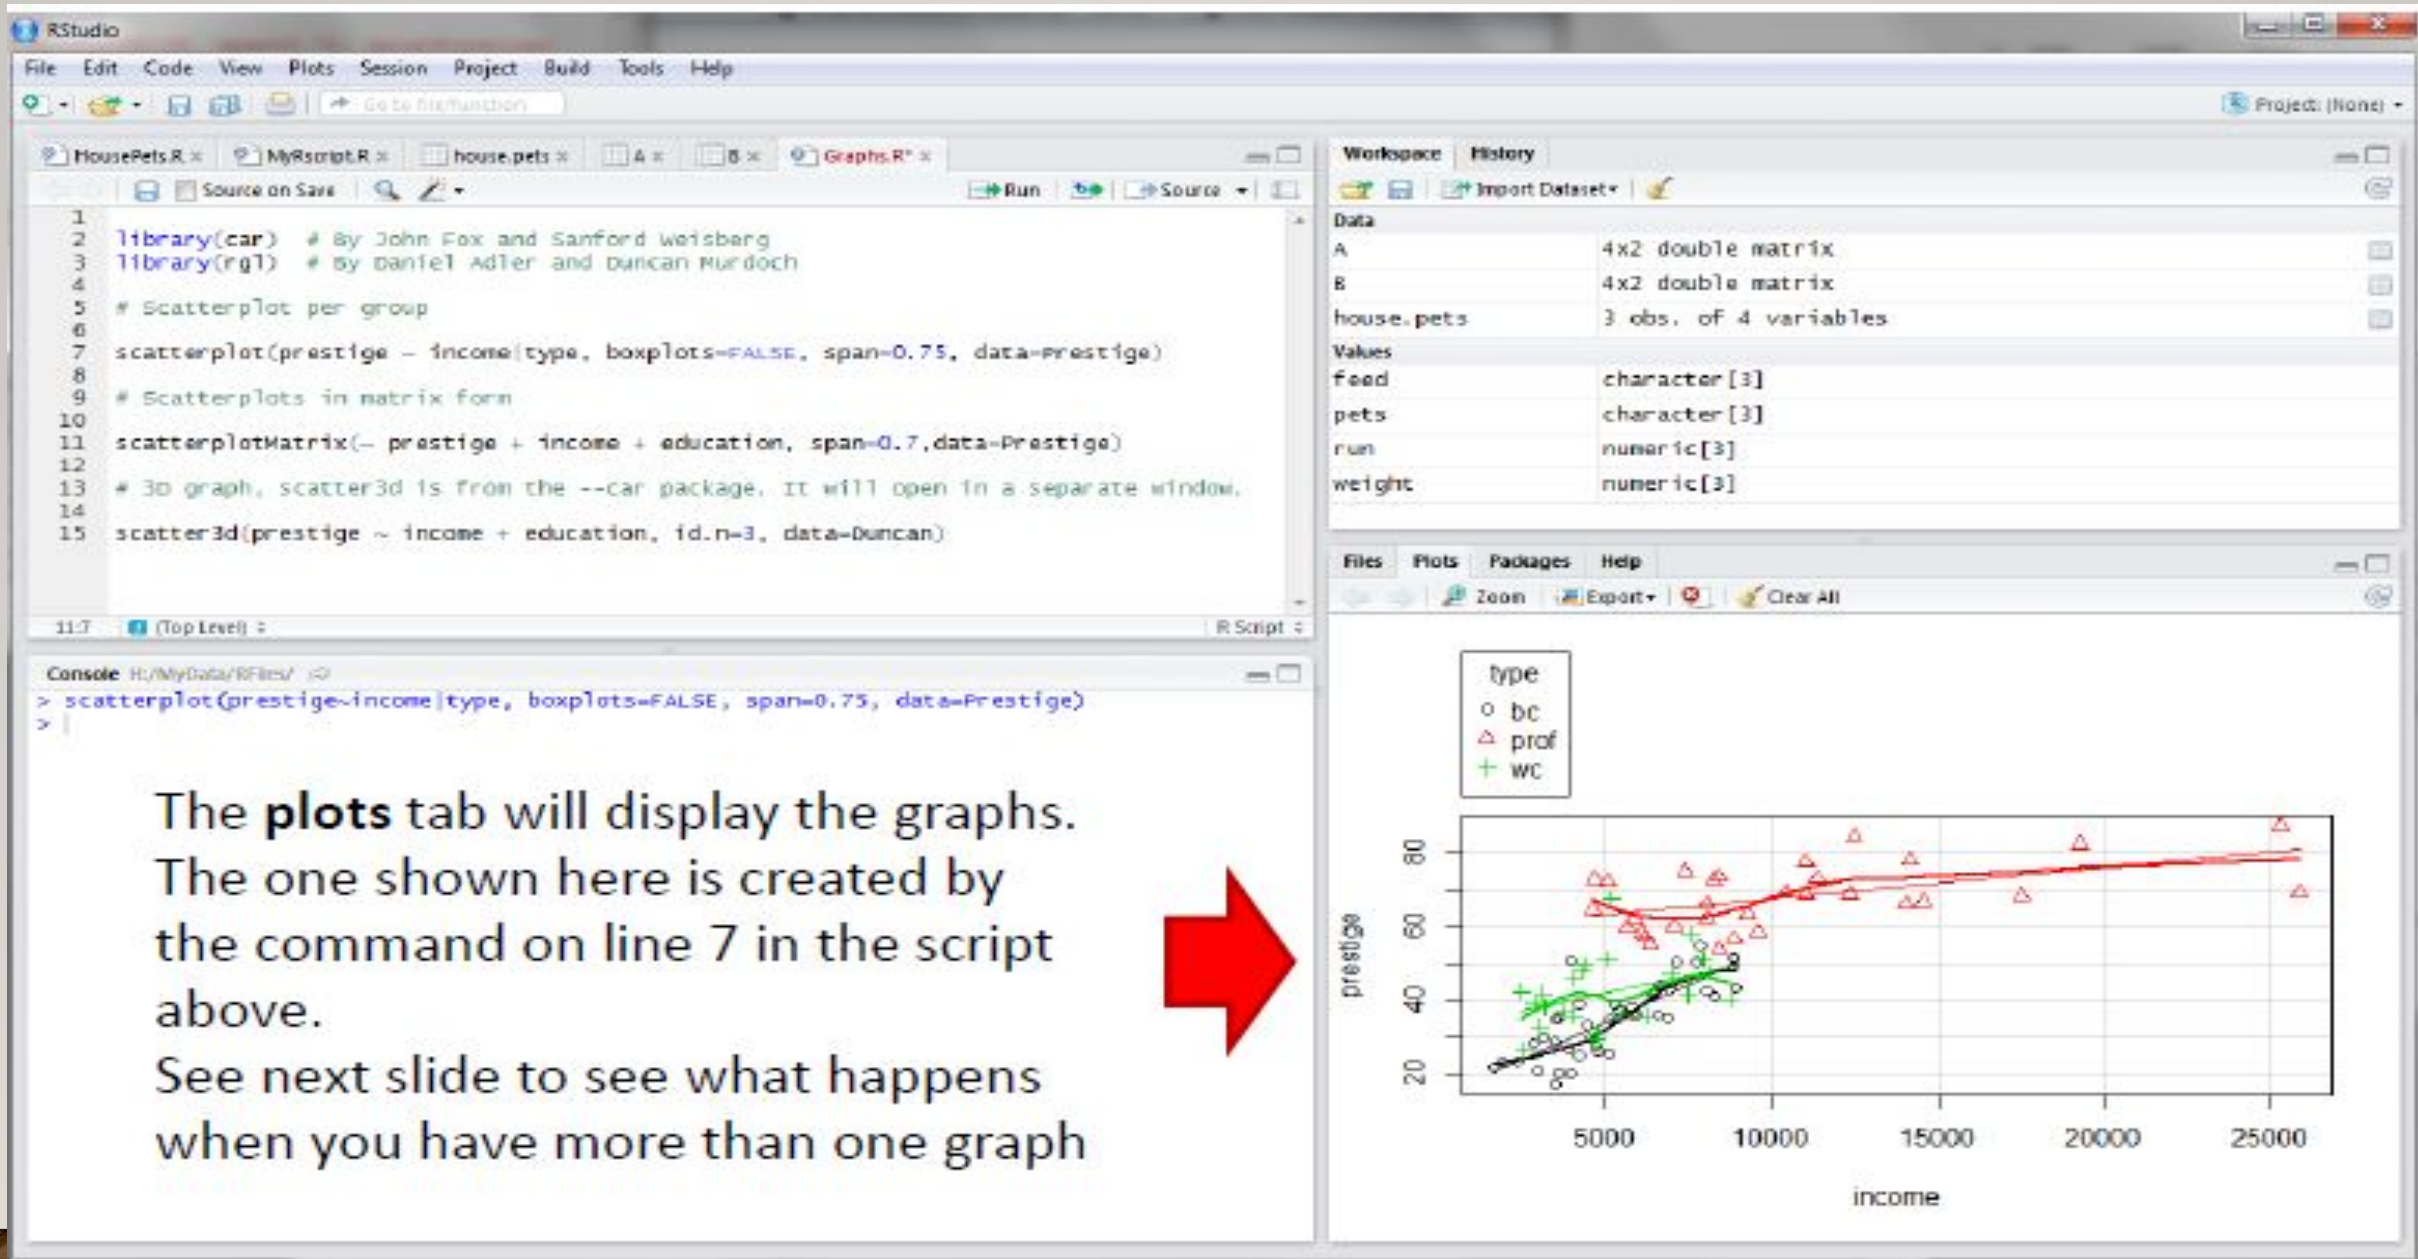 RStudio
File Edit Code View Plots Session Project Build Tools Help
Go to file/function
Project: (None)
HousePets.R MyRscript.R house.pets A B Graphs.R*
Source on Save Run Source
1
2 library(car) # By John Fox and Sanford Weisberg
3 library(rgl) # By Daniel Adler and Duncan Murdoch
4
5 # Scatterplot per group
6
7 scatterplot(prestige ~ income|type, boxplots=FALSE, span=0.75, data=Prestige)
8
9 # Scatterplots in matrix form
10
11 scatterplotMatrix(~ prestige + income + education, span=0.7,data=Prestige)
12
13 # 3D graph, scatter3d is from the --car package. It will open in a separate window.
14
15 scatter3d(prestige ~ income + education, id.n=3, data=Duncan)
11:7 (Top Level) R Script
Console H:/MyData/RFiles/
> scatterplot(prestige~income|type, boxplots=FALSE, span=0.75, data=Prestige)
>
The plots tab will display the graphs.
The one shown here is created by
the command on line 7 in the script
above.
See next slide to see what happens
when you have more than one graph
Workspace History
Import Dataset
Data
A 4x2 double matrix
B 4x2 double matrix
house.pets 3 obs. of 4 variables
Values
feed character[3]
pets character[3]
run numeric[3]
weight numeric[3]
Files Plots Packages Help
Zoom Export Clear All
type
bc
prof
wc
prestige
80
60
40
20
5000 10000 15000 20000 25000
income